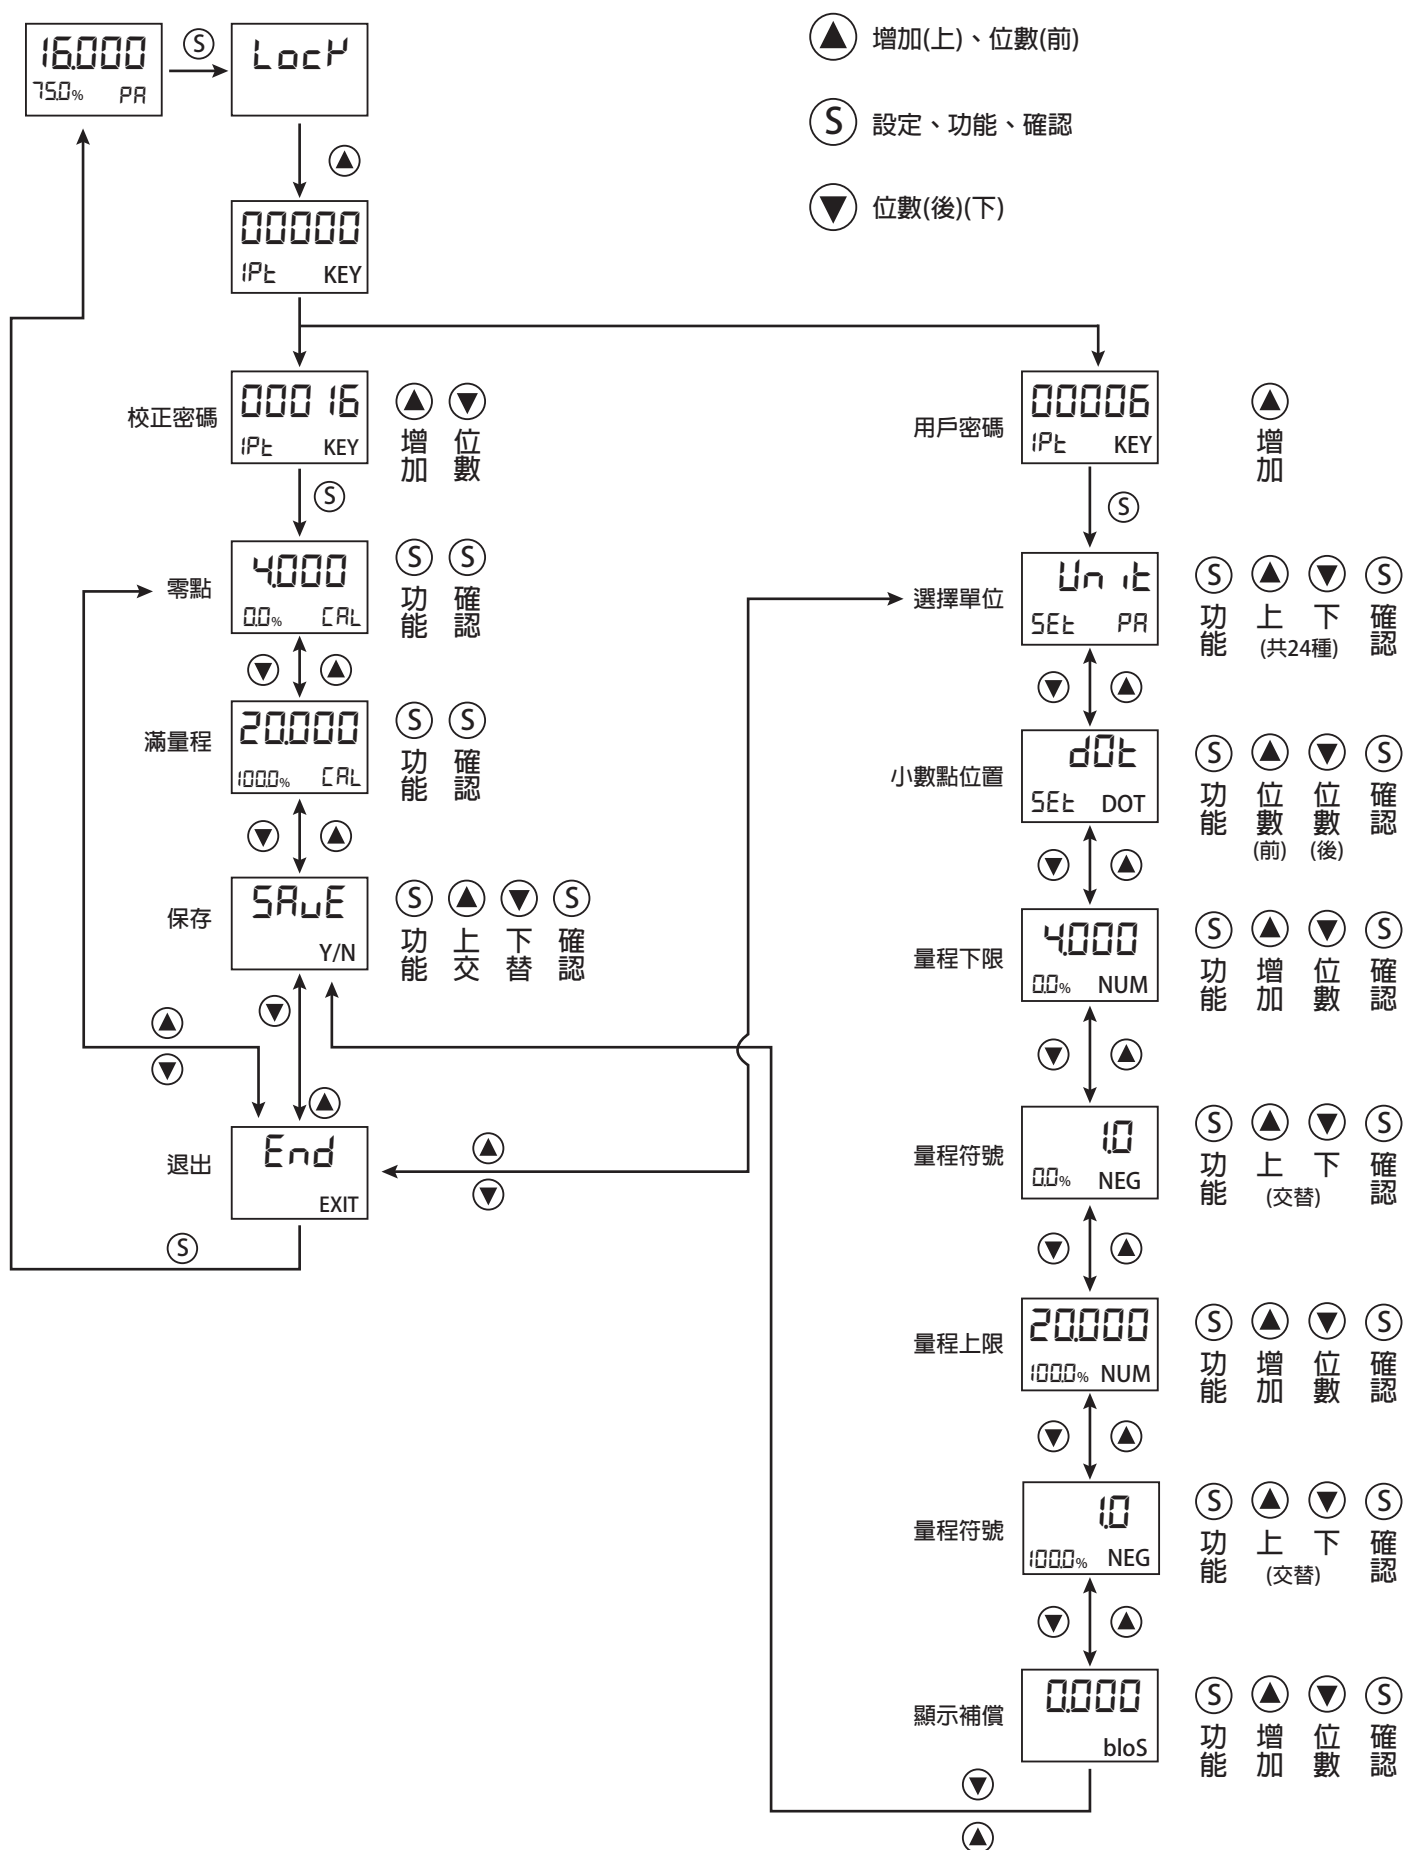 16.000
75.0% PA
S
LocK
增加(上)、位數(前)
S 設定、功能、確認
位數(後)(下)
00000
IPt KEY
校正密碼
00016
IPt KEY
增加
位數
S
零點
4.000
0.0% CAL
S 功能
S 確認
滿量程
20.000
100.0% CAL
S 功能
S 確認
保存
SAvE
Y/N
S 功能
上交
下替
S 確認
退出
End
EXIT
S
用戶密碼
00006
IPt KEY
增加
S
選擇單位
Unit
SEt PA
S 功能
上
下
(共24種)
S 確認
小數點位置
d0t
SEt DOT
S 功能
位數
(前)
位數
(後)
S 確認
量程下限
4.000
0.0% NUM
S 功能
增加
位數
S 確認
量程符號
1.0
0.0% NEG
S 功能
上
下
(交替)
S 確認
量程上限
20.000
100.0% NUM
S 功能
增加
位數
S 確認
量程符號
1.0
100.0% NEG
S 功能
上
下
(交替)
S 確認
顯示補償
0.000
bloS
S 功能
增加
位數
S 確認